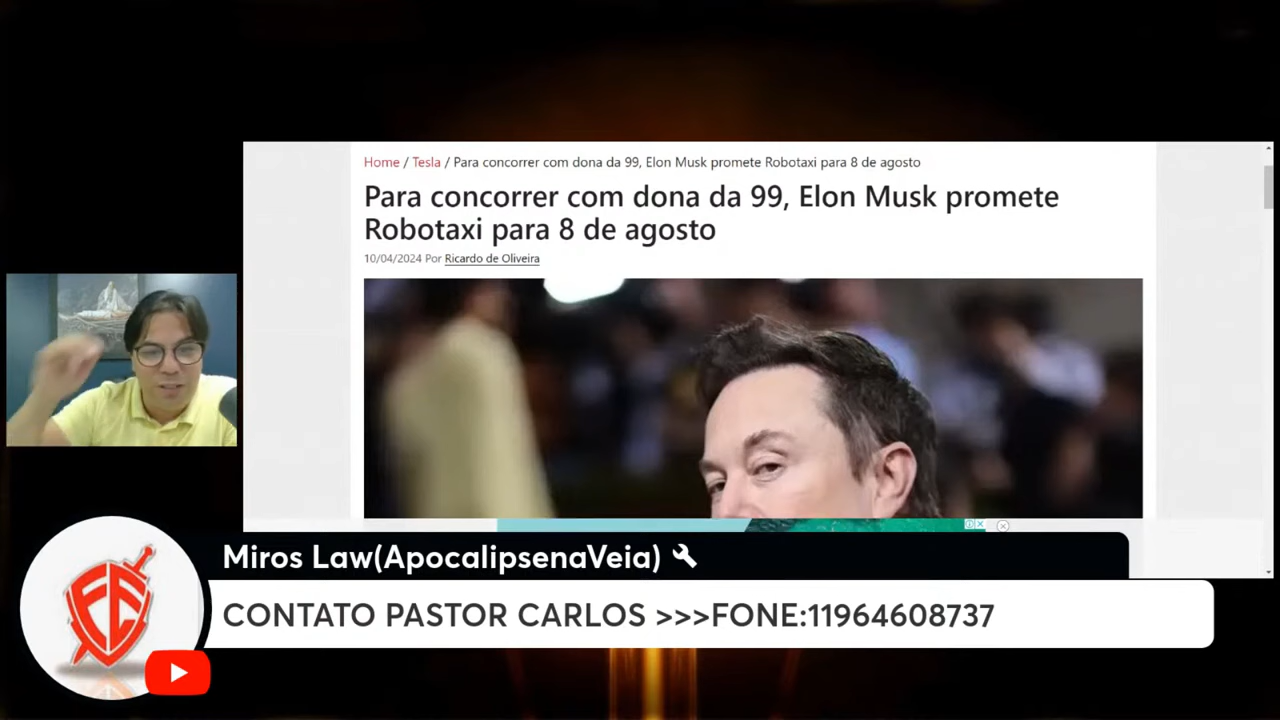 Home / Tesla / Para concorrer com dona da 99, Elon Musk promete Robotaxi para 8 de agosto
Para concorrer com dona da 99, Elon Musk promete
Robotaxi para 8 de agosto
10/04/2024 Por Ricardo de Oliveira
Miros Law(ApocalipsenaVeia)
CONTATO PASTOR CARLOS >>>FONE:11964608737